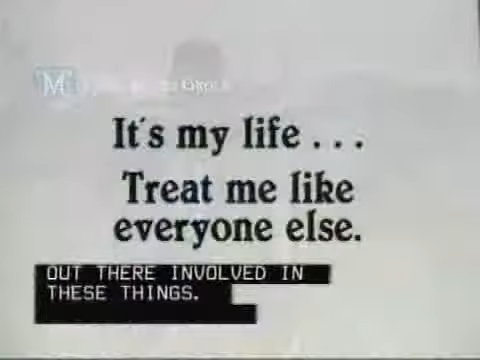 M
It's my life . . .
Treat me like
everyone else.
OUT THERE INVOLVED IN
THESE THINGS.